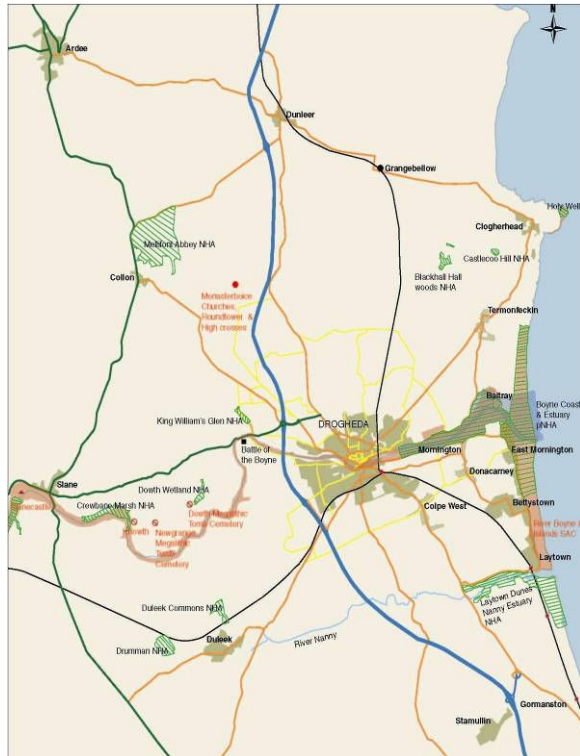 N
Ardee
Dunleer
Grangebellow
Holy Well
Clogherhead
Mellifont Abbey NHA
Castlecoo Hill NHA
Blackhall Hall
woods NHA
Collon
Monasterboice
Churches,
Roundtower &
High crosses
Termonfeckin
Baltray
Boyne Coast
& Estuary
pNHA
King William's Glen NHA
DROGHEDA
Battle of
the Boyne
Mornington
East Mornington
Donacarney
Slane
Dowth Wetland NHA
Crewbane Marsh NHA
Bettystown
Colpe West
Dowth Megalithic
Tomb Cemetery
Knowth
Newgrange
Megalithic
Tomb
Cemetery
River Boyne &
Islands SAC
Laytown
Laytown Dunes
Nanny Estuary
NHA
Duleek Commons NHA
River Nanny
Duleek
Drumman NHA
Gormanston
Stamullin